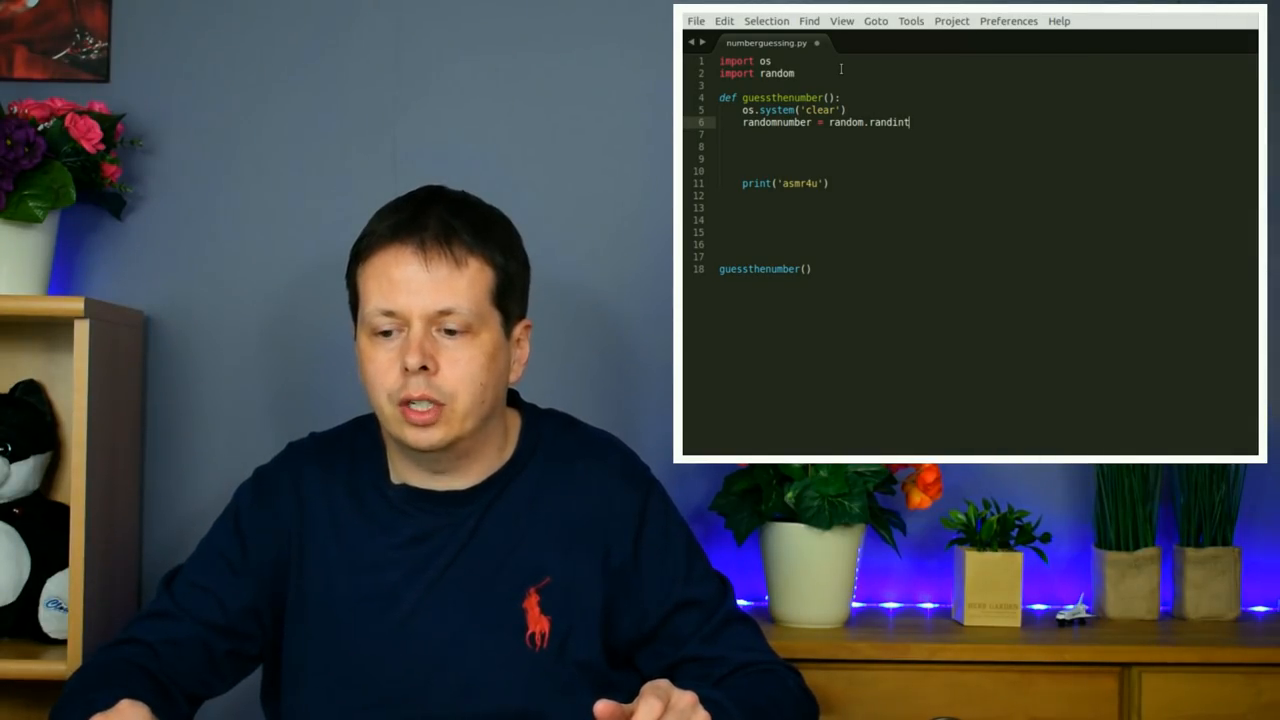 File Edit Selection Find View Goto Tools Project Preferences Help
numberguessing.py
1 import os
2 import random
3
4 def guessthenumber():
5 os.system('clear')
6 randomnumber = random.randint
7
8
9
10
11 print('asmr4u')
12
13
14
15
16
17
18 guessthenumber()
HERB GARDEN